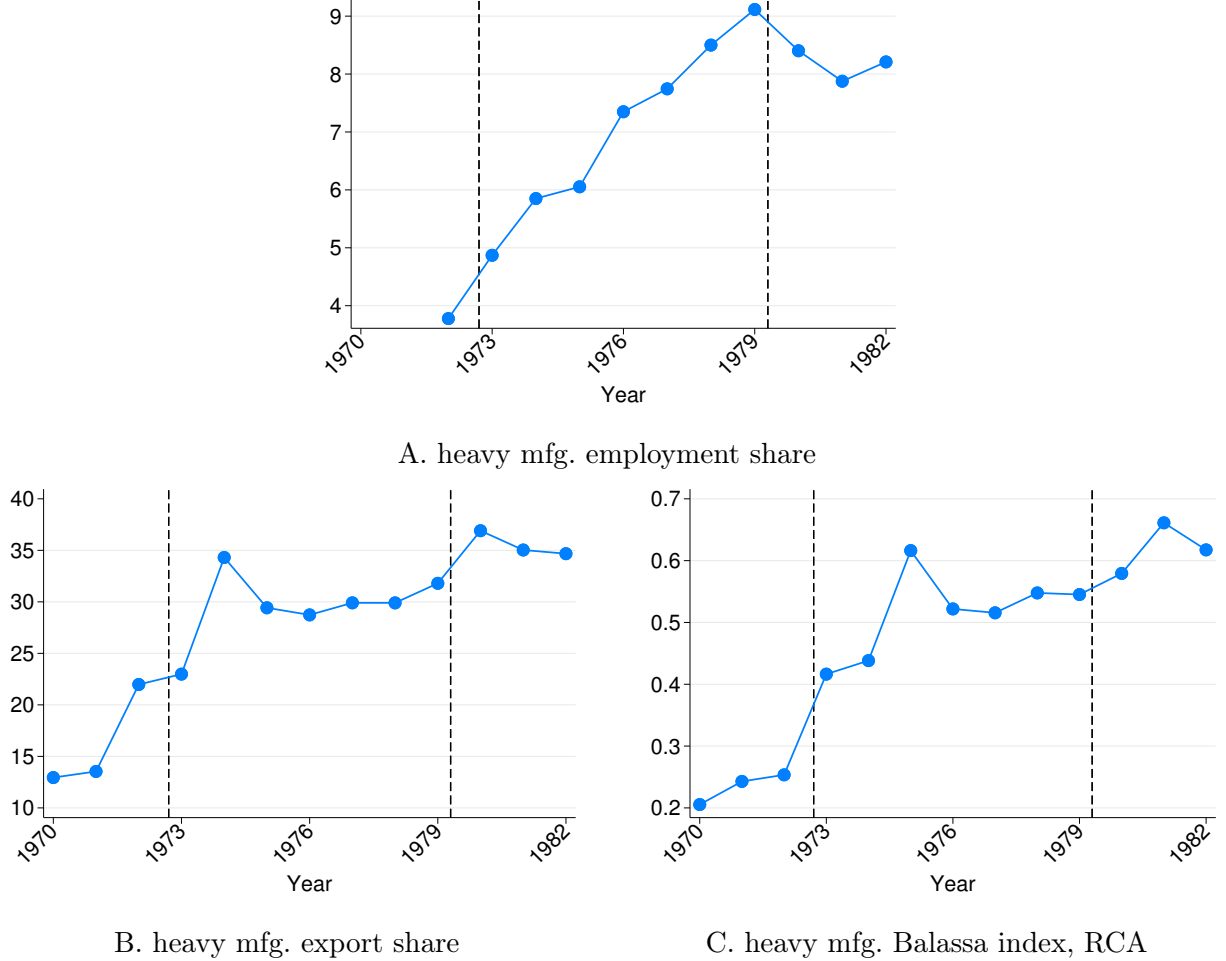 9
8
7
6
5
4
1970 1973 1976 1979 1982
Year
A. heavy mfg. employment share
40
35
30
25
20
15
10
1970 1973 1976 1979 1982
Year
B. heavy mfg. export share
0.7
0.6
0.5
0.4
0.3
0.2
1970 1973 1976 1979 1982
Year
C. heavy mfg. Balassa index, RCA